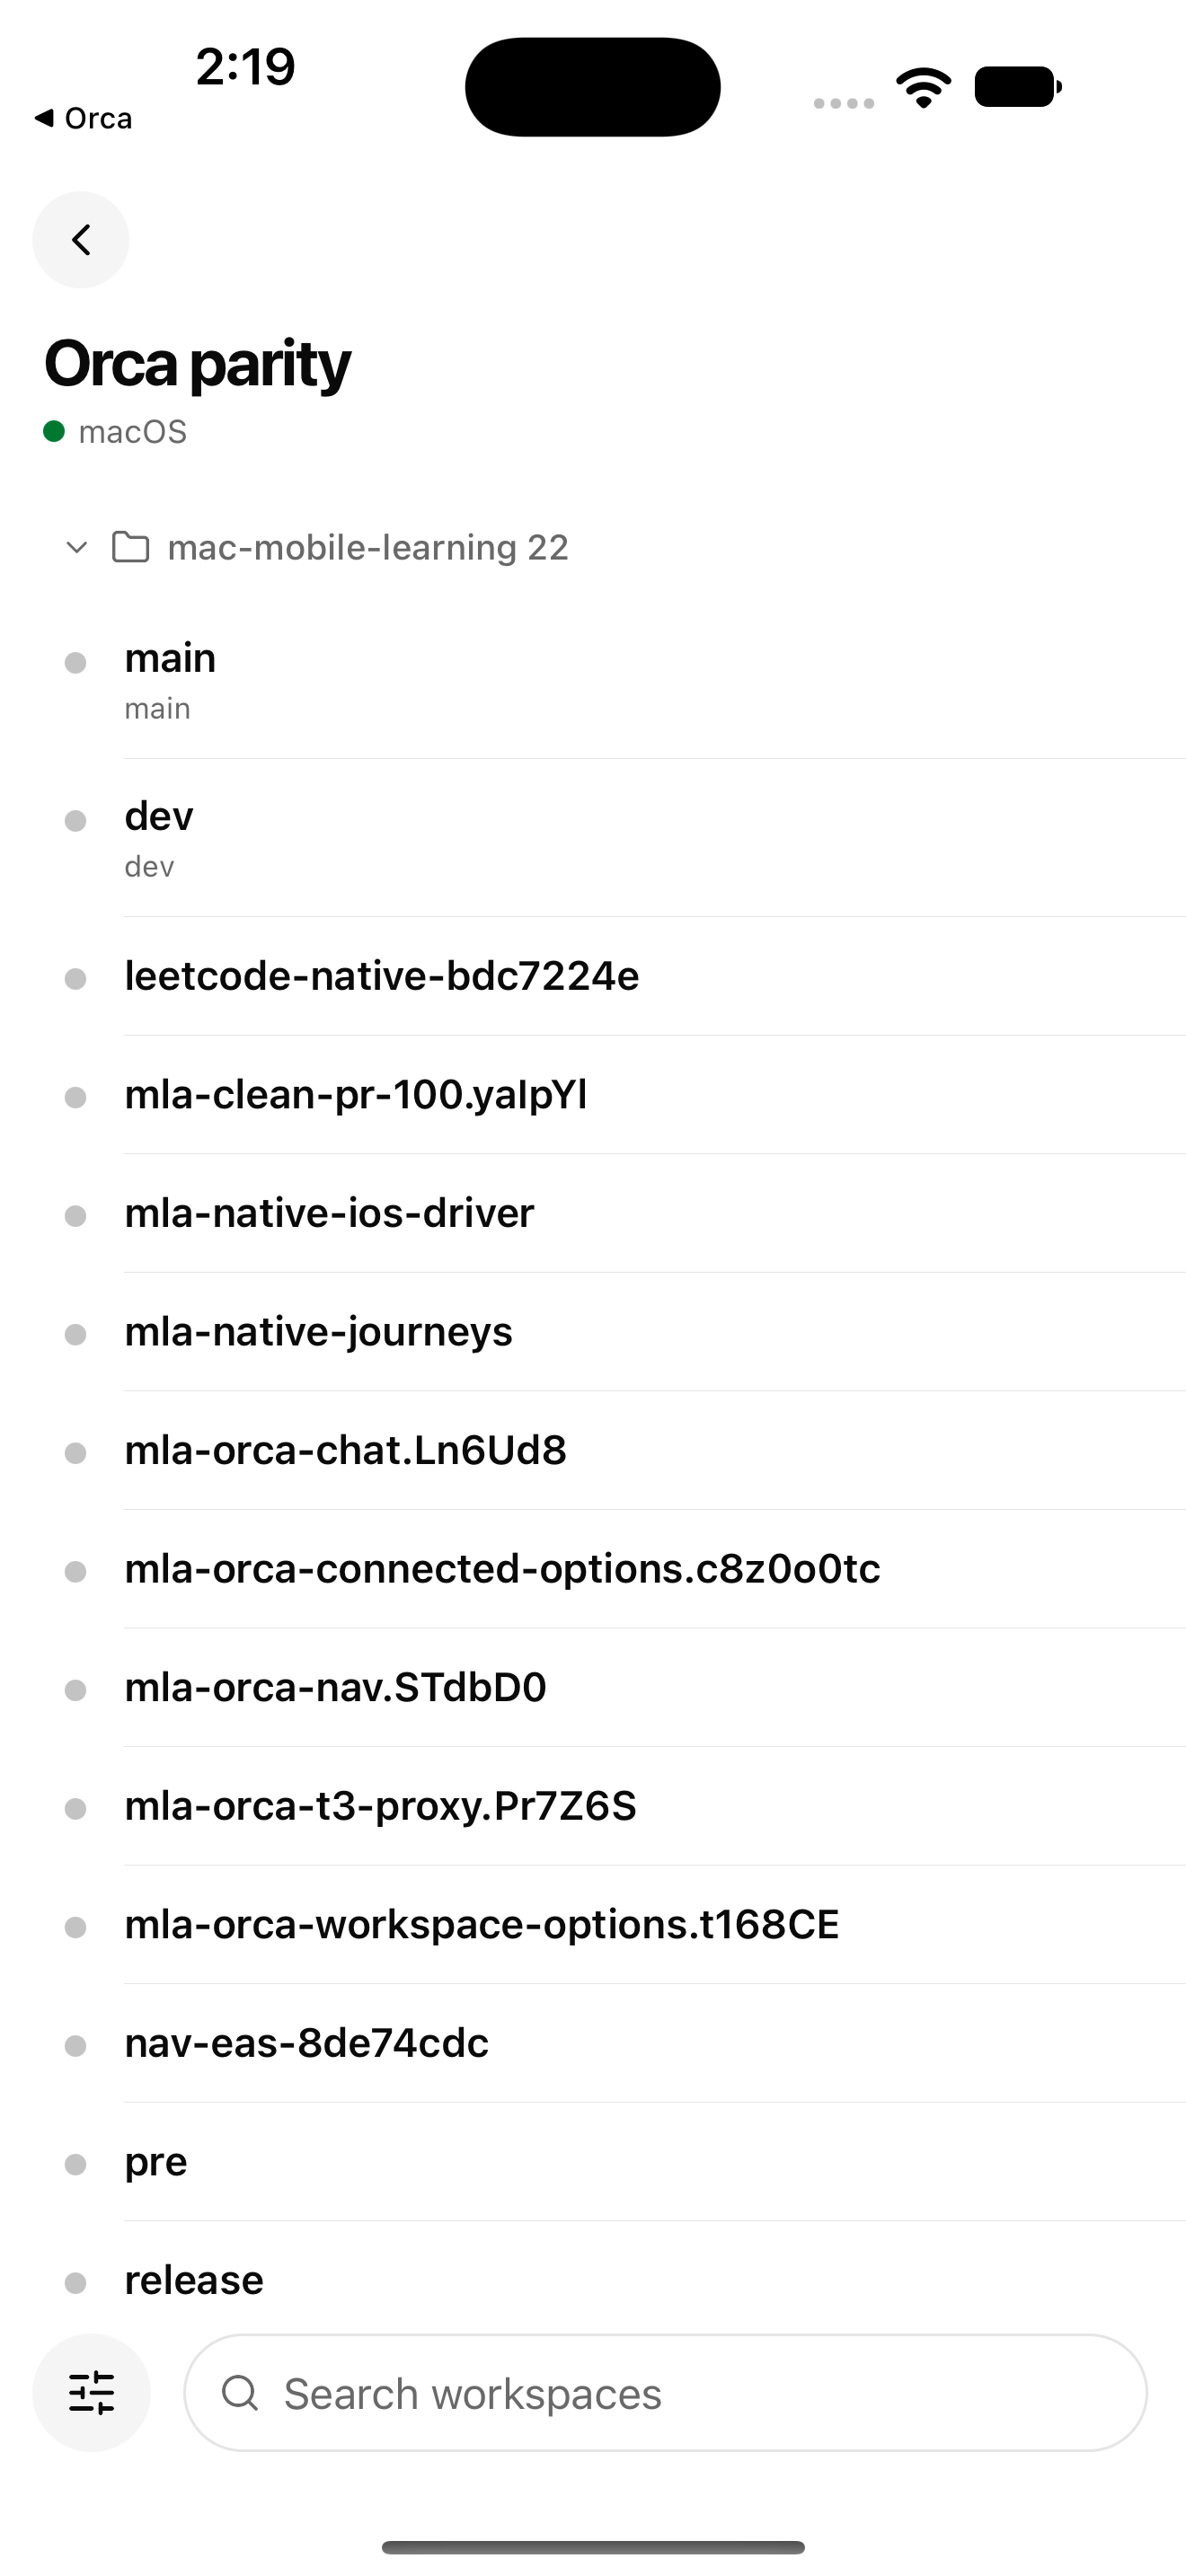 2:19
Orca
Orca parity
macOS
mac-mobile-learning 22
main
main
dev
dev
leetcode-native-bdc7224e
mla-clean-pr-100.yalpYl
mla-native-ios-driver
mla-native-journeys
mla-orca-chat.Ln6Ud8
mla-orca-connected-options.c8z0o0tc
mla-orca-nav.STdbD0
mla-orca-t3-proxy.Pr7Z6S
mla-orca-workspace-options.t168CE
nav-eas-8de74cdc
pre
release
Search workspaces